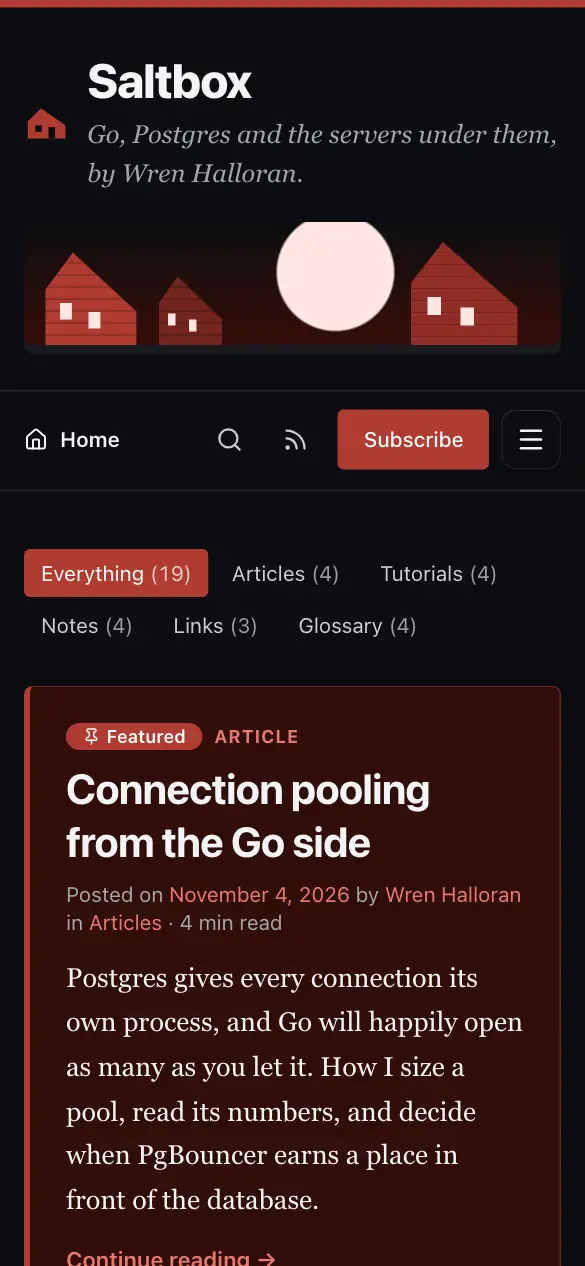 Saltbox
Go, Postgres and the servers under them,
by Wren Halloran.
Home
Subscribe
Everything (19)
Articles (4)
Tutorials (4)
Notes (4)
Links (3)
Glossary (4)
Featured
ARTICLE
Connection pooling
from the Go side
Posted on November 4, 2026 by Wren Halloran
in Articles · 4 min read
Postgres gives every connection its
own process, and Go will happily open
as many as you let it. How I size a
pool, read its numbers, and decide
when PgBouncer earns a place in
front of the database.
Continue reading →